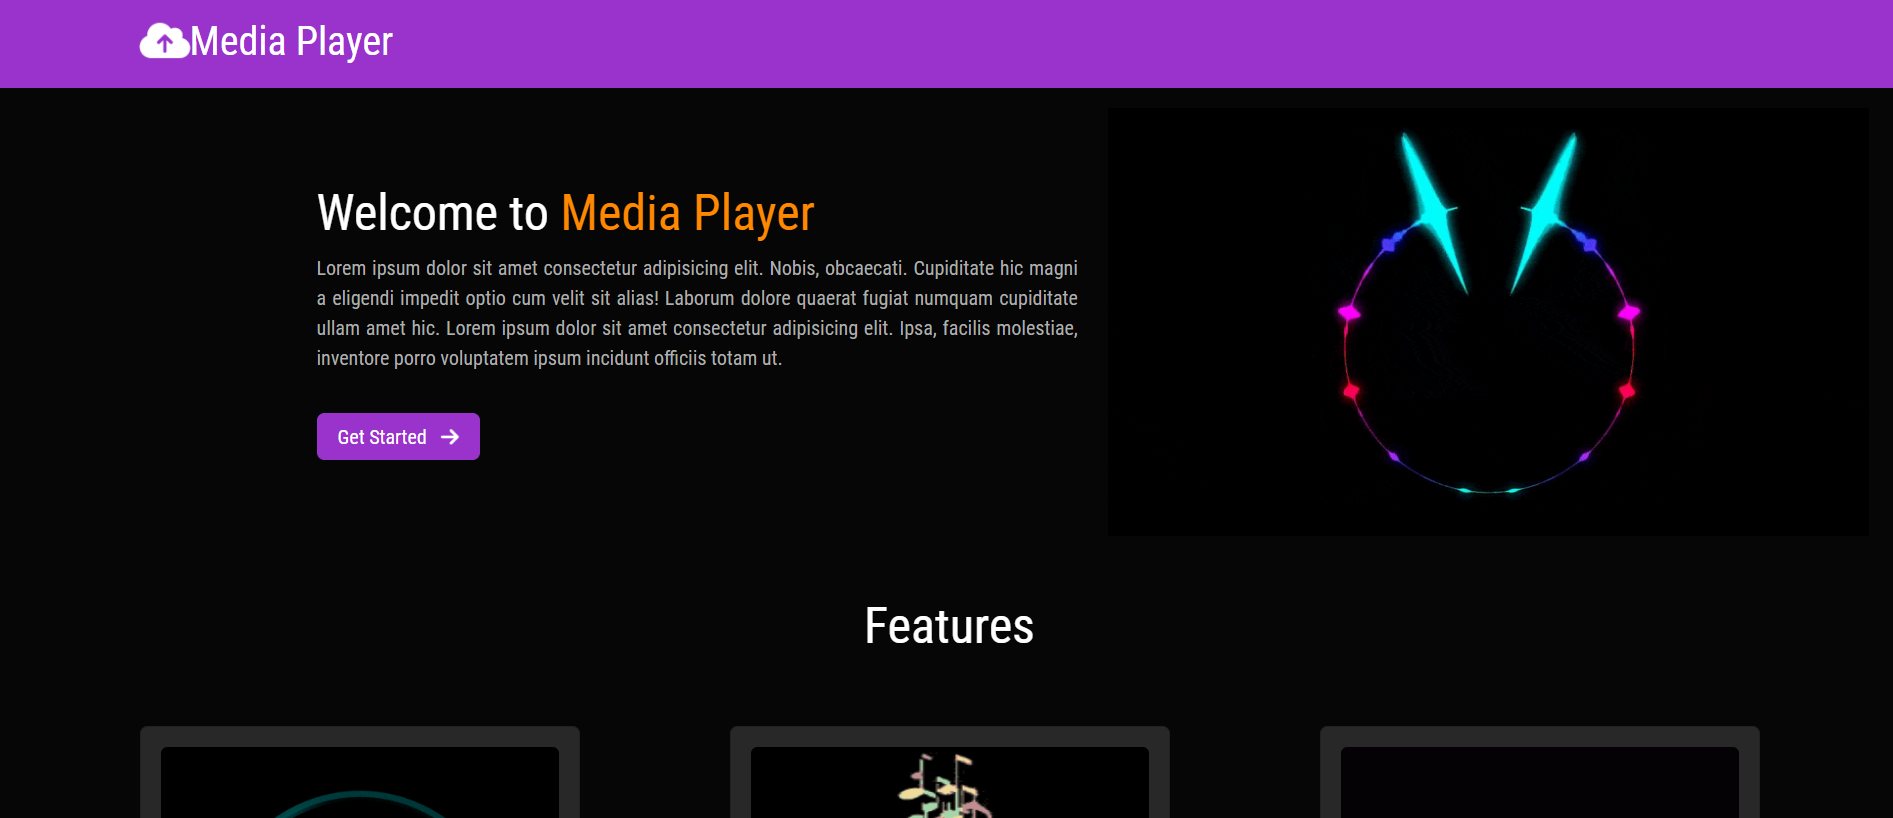 Media Player
Welcome to Media Player
Lorem ipsum dolor sit amet consectetur adipisicing elit. Nobis, obcaecati. Cupiditate hic magni
a eligendi impedit optio cum velit sit alias! Laborum dolore quaerat fugiat numquam cupiditate
ullam amet hic. Lorem ipsum dolor sit amet consectetur adipisicing elit. Ipsa, facilis molestiae,
inventore porro voluptatem ipsum incidunt officiis totam ut.
Get Started
Features